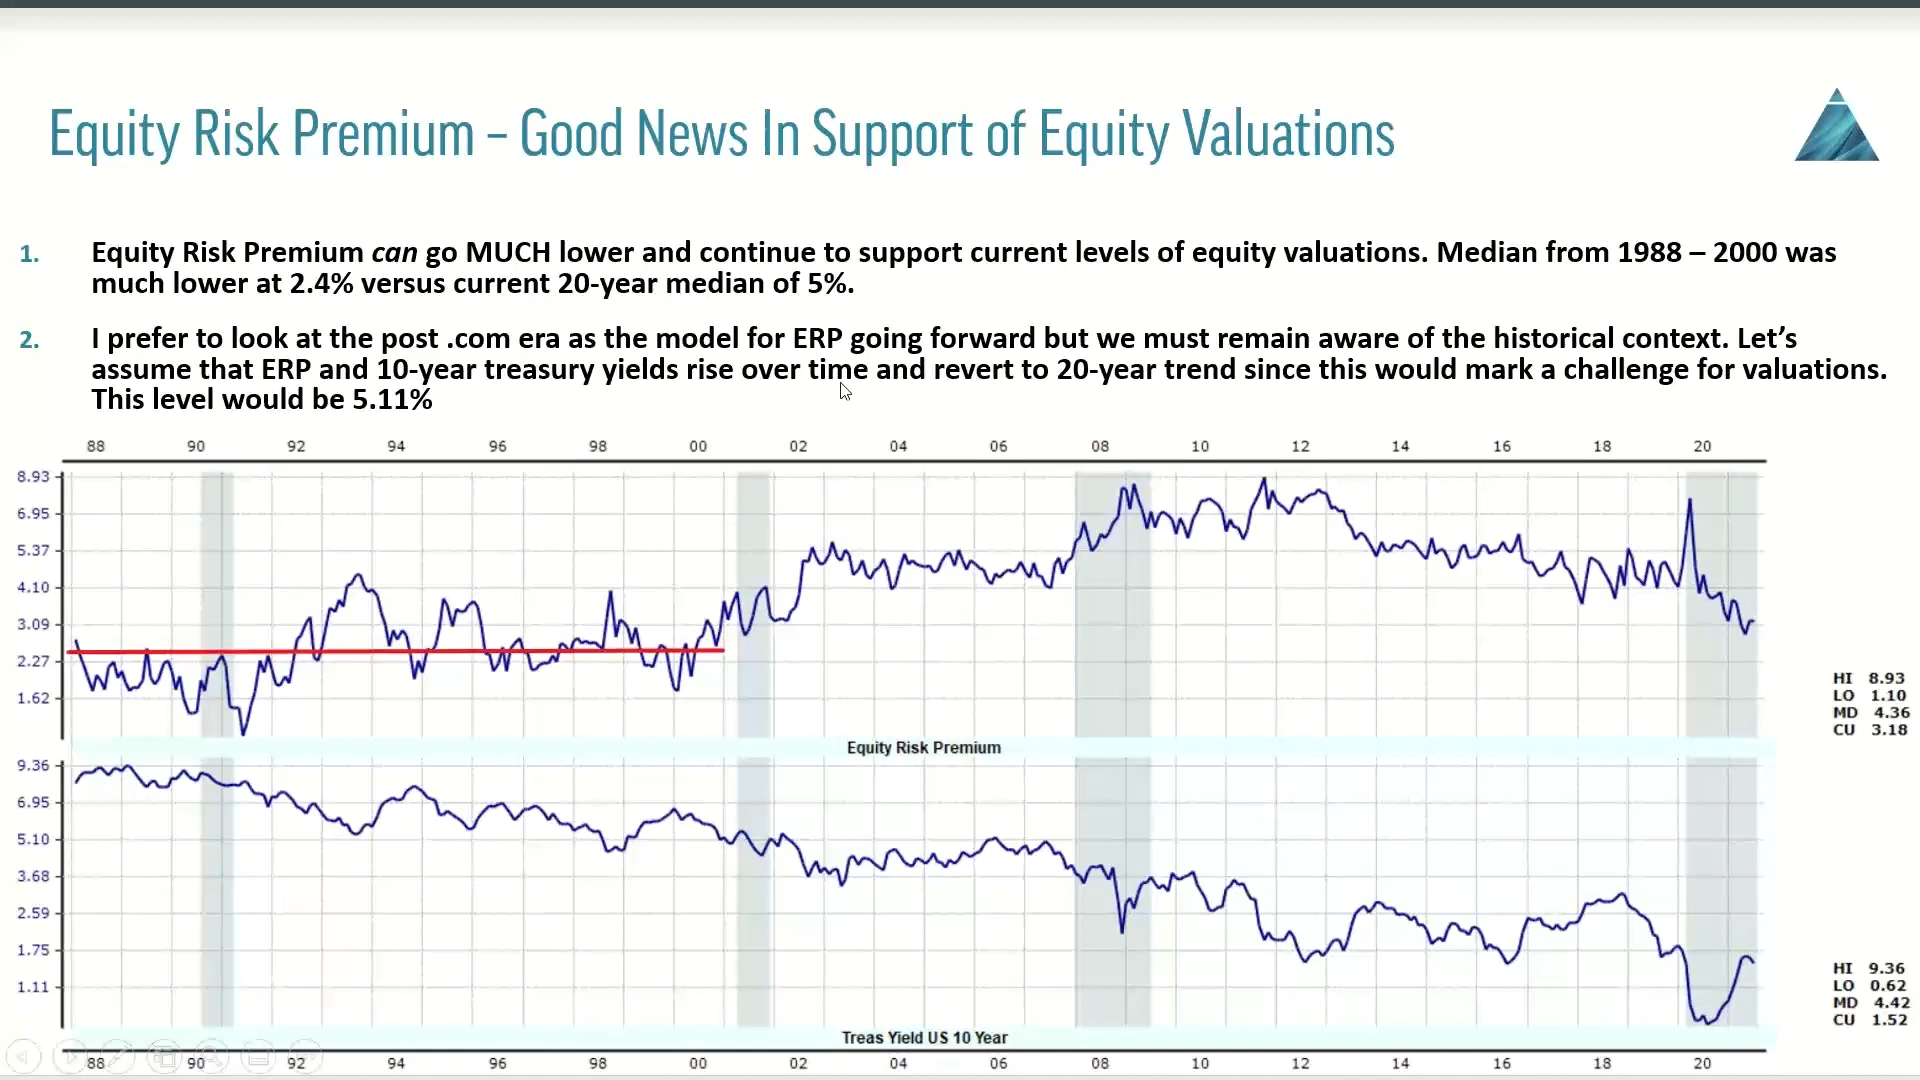 Equity Risk Premium – Good News In Support of Equity Valuations
1. Equity Risk Premium can go MUCH lower and continue to support current levels of equity valuations. Median from 1988 – 2000 was
much lower at 2.4% versus current 20-year median of 5%.
2. I prefer to look at the post .com era as the model for ERP going forward but we must remain aware of the historical context. Let’s
assume that ERP and 10-year treasury yields rise over time and revert to 20-year trend since this would mark a challenge for valuations.
This level would be 5.11%
88 90 92 94 96 98 00 02 04 06 08 10 12 14 16 18 20
8.93
6.95
5.37
4.10
3.09
2.27
1.62
HI 8.93
LO 1.10
MD 4.36
CU 3.18
Equity Risk Premium
9.36
6.95
5.10
3.68
2.59
1.75
1.11
HI 9.36
LO 0.62
MD 4.42
CU 1.52
Treas Yield US 10 Year
88 90 92 94 96 98 00 02 04 06 08 10 12 14 16 18 20